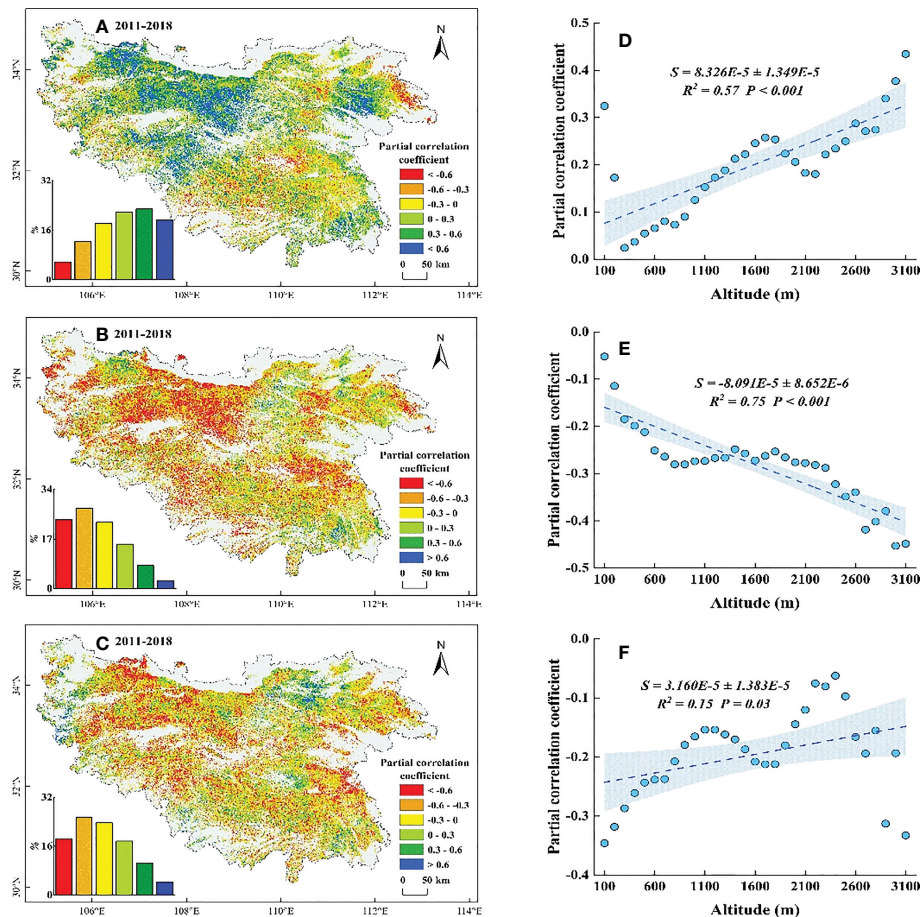 A 2011-2018
N
34°N
32°N
30°N
Partial correlation
coefficient
< -0.6
-0.6 - -0.3
-0.3 - 0
0 - 0.3
0.3 - 0.6
< 0.6
0 50 km
32
16
0
%
106°E 108°E 110°E 112°E 114°E
D
S = 8.326E-5 ± 1.349E-5
R² = 0.57 P < 0.001
Partial correlation coefficient
0.5
0.4
0.3
0.2
0.1
0.0
100 600 1100 1600 2100 2600 3100
Altitude (m)
B 2011-2018
N
34°N
32°N
30°N
Partial correlation
coefficient
< -0.6
-0.6 - -0.3
-0.3 - 0
0 - 0.3
0.3 - 0.6
> 0.6
0 50 km
34
17
0
%
106°E 108°E 110°E 112°E 114°E
E
S = -8.091E-5 ± 8.652E-6
R² = 0.75 P < 0.001
Partial correlation coefficient
-0.0
-0.1
-0.2
-0.3
-0.4
-0.5
100 600 1100 1600 2100 2600 3100
Altitude (m)
C 2011-2018
N
34°N
32°N
30°N
Partial correlation
coefficient
< -0.6
-0.6 - -0.3
-0.3 - 0
0 - 0.3
0.3 - 0.6
> 0.6
0 50 km
32
16
0
%
106°E 108°E 110°E 112°E 114°E
F
S = 3.160E-5 ± 1.383E-5
R² = 0.15 P = 0.03
Partial correlation coefficient
-0.0
-0.1
-0.2
-0.3
-0.4
100 600 1100 1600 2100 2600 3100
Altitude (m)